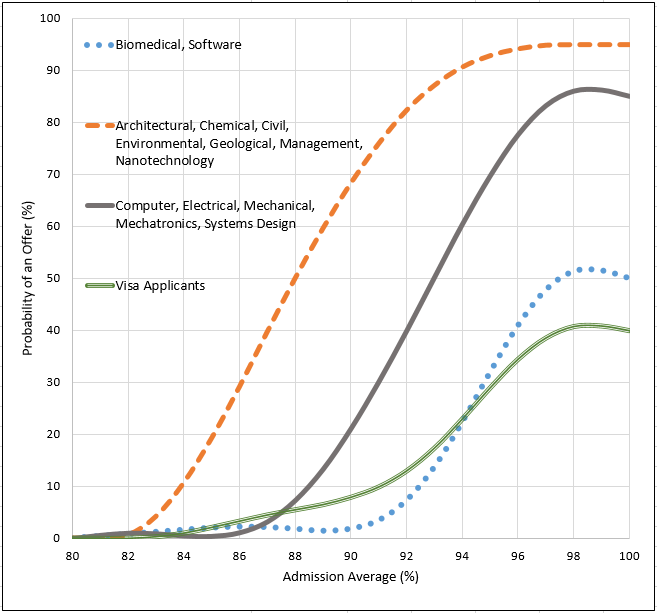 100
90
80
70
60
50
40
30
20
10
0
Probability of an Offer (%)
Biomedical, Software
Architectural, Chemical, Civil,
Environmental, Geological, Management,
Nanotechnology
Computer, Electrical, Mechanical,
Mechatronics, Systems Design
Visa Applicants
80 82 84 86 88 90 92 94 96 98 100
Admission Average (%)